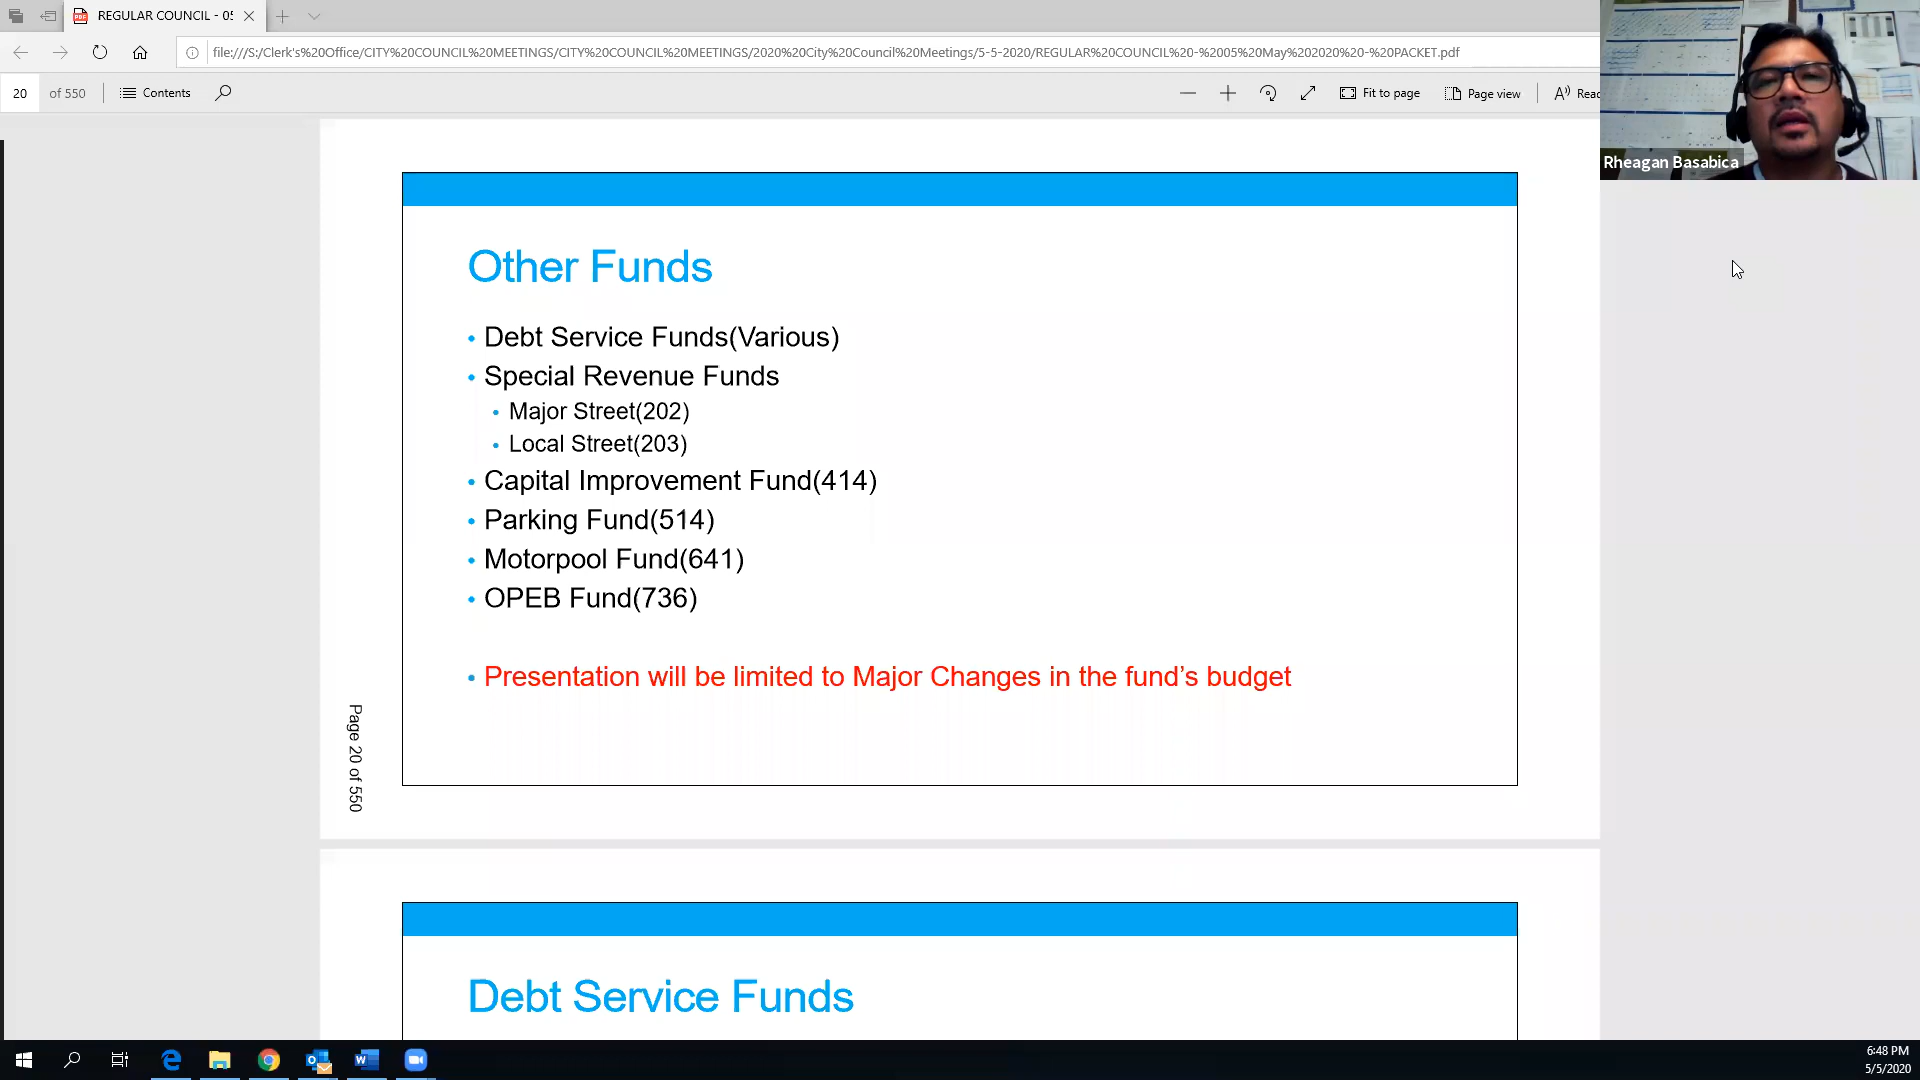 REGULAR COUNCIL - 05
file:///S:/Clerk's%20Office/CITY%20COUNCIL%20MEETINGS/CITY%20COUNCIL%20MEETINGS/2020%20City%20Council%20Meetings/5-5-2020/REGULAR%20COUNCIL%20-%2005%20May%202020%20-%20PACKET.pdf
20 of 550 Contents Fit to page Page view Read
Rheagan Basabica
Other Funds
• Debt Service Funds(Various)
• Special Revenue Funds
• Major Street(202)
• Local Street(203)
• Capital Improvement Fund(414)
• Parking Fund(514)
• Motorpool Fund(641)
• OPEB Fund(736)
• Presentation will be limited to Major Changes in the fund’s budget
Page 20 of 550
Debt Service Funds
6:48 PM
5/5/2020